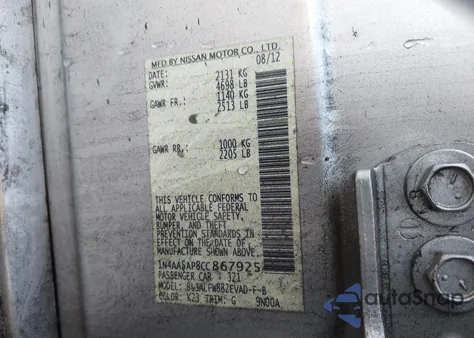 MFD BY NISSAN MOTOR CO., LTD.
DATE: 08/12
GVWR: 2131 KG
4698 LB
GAWR FR.: 1140 KG
2513 LB
GAWR RR.: 1000 KG
2205 LB
THIS VEHICLE CONFORMS TO
ALL APPLICABLE FEDERAL
MOTOR VEHICLE SAFETY,
BUMPER, AND THEFT
PREVENTION STANDARDS IN
EFFECT ON THE DATE OF
MANUFACTURE SHOWN ABOVE.
1N4AA5AP8CC867925
PASSENGER CAR 321
COLOR: K23 TRIM: G 9N00A
AutoSnap